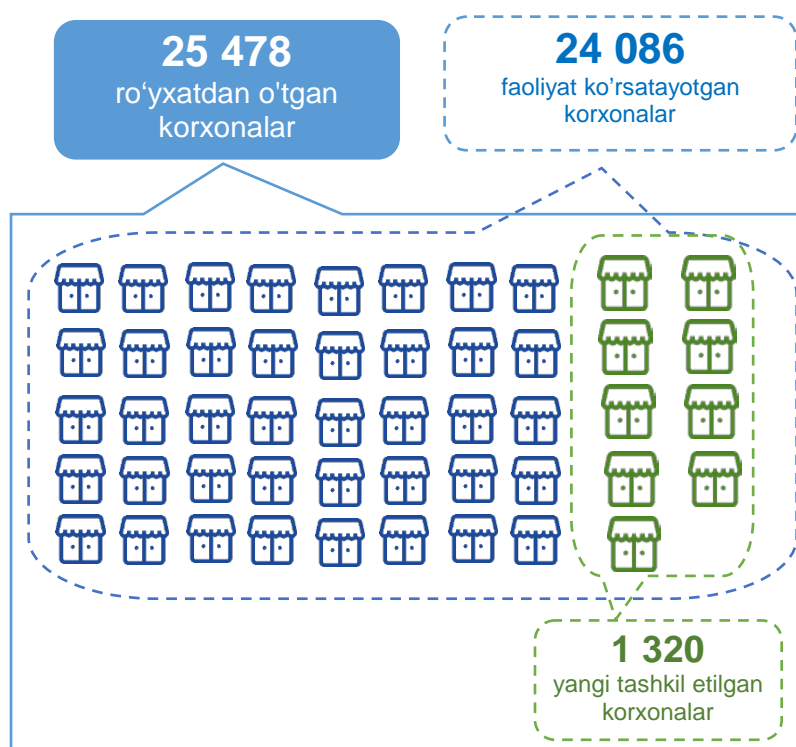 25 478
ro‘yxatdan o'tgan
korxonalar
24 086
faoliyat ko’rsatayotgan
korxonalar
1 320
yangi tashkil etilgan
korxonalar